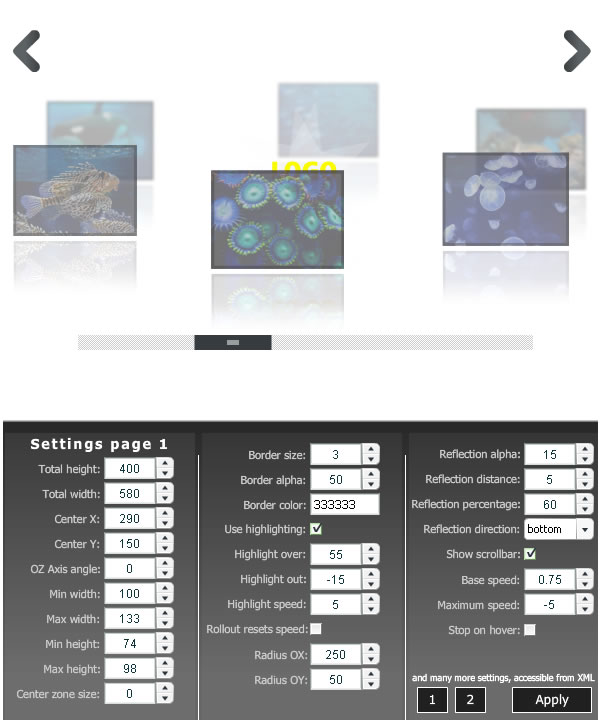 LOGO
Settings page 1
Total height: 400
Total width: 580
Center X: 290
Center Y: 150
OZ Axis angle: 0
Min width: 100
Max width: 133
Min height: 74
Max height: 98
Center zone size: 0
Border size: 3
Border alpha: 50
Border color: 333333
Use highlighting:
Highlight over: 55
Highlight out: -15
Highlight speed: 5
Rollout resets speed:
Radius OX: 250
Radius OY: 50
Reflection alpha: 15
Reflection distance: 5
Reflection percentage: 60
Reflection direction: bottom
Show scrollbar:
Base speed: 0.75
Maximum speed: -5
Stop on hover:
and many more settings, accessible from XML
1 2 Apply